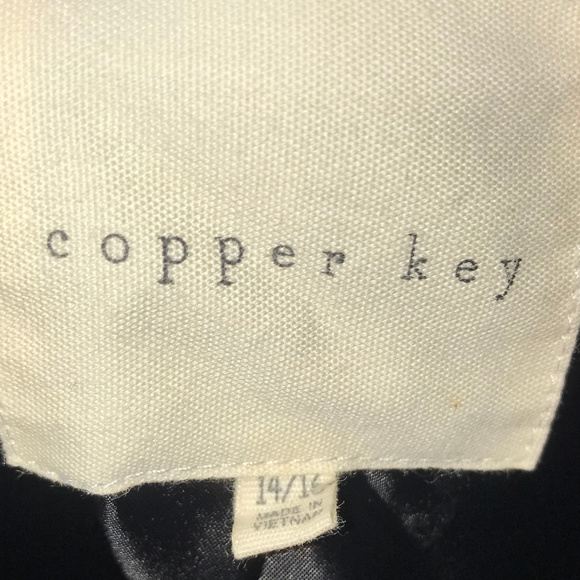 copper key
14/16
MADE IN
VIETNAM